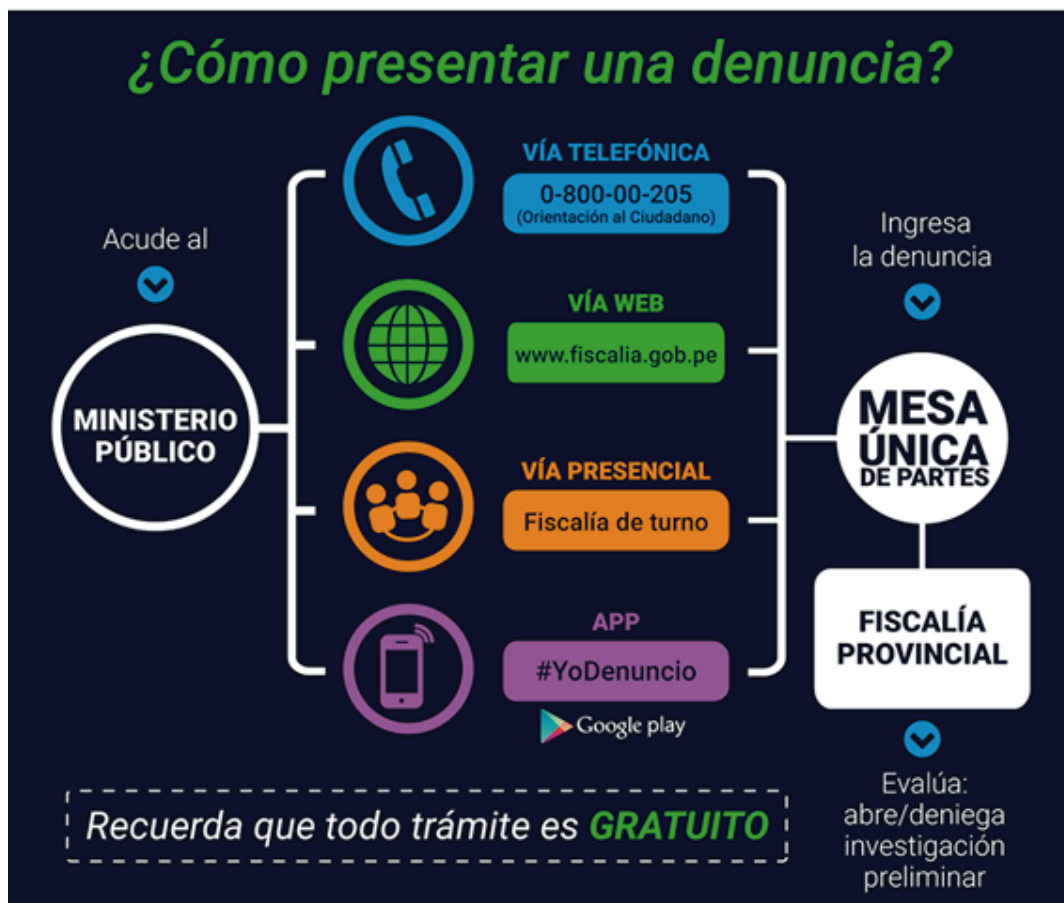 ¿Cómo presentar una denuncia?
Acude al
MINISTERIO
PÚBLICO
VÍA TELEFÓNICA
0-800-00-205
(Orientación al Ciudadano)
VÍA WEB
www.fiscalia.gob.pe
VÍA PRESENCIAL
Fiscalía de turno
APP
#YoDenuncio
Google play
Ingresa
la denuncia
MESA
ÚNICA
DE PARTES
FISCALÍA
PROVINCIAL
Evalúa:
abre/deniega
investigación
preliminar
Recuerda que todo trámite es GRATUITO